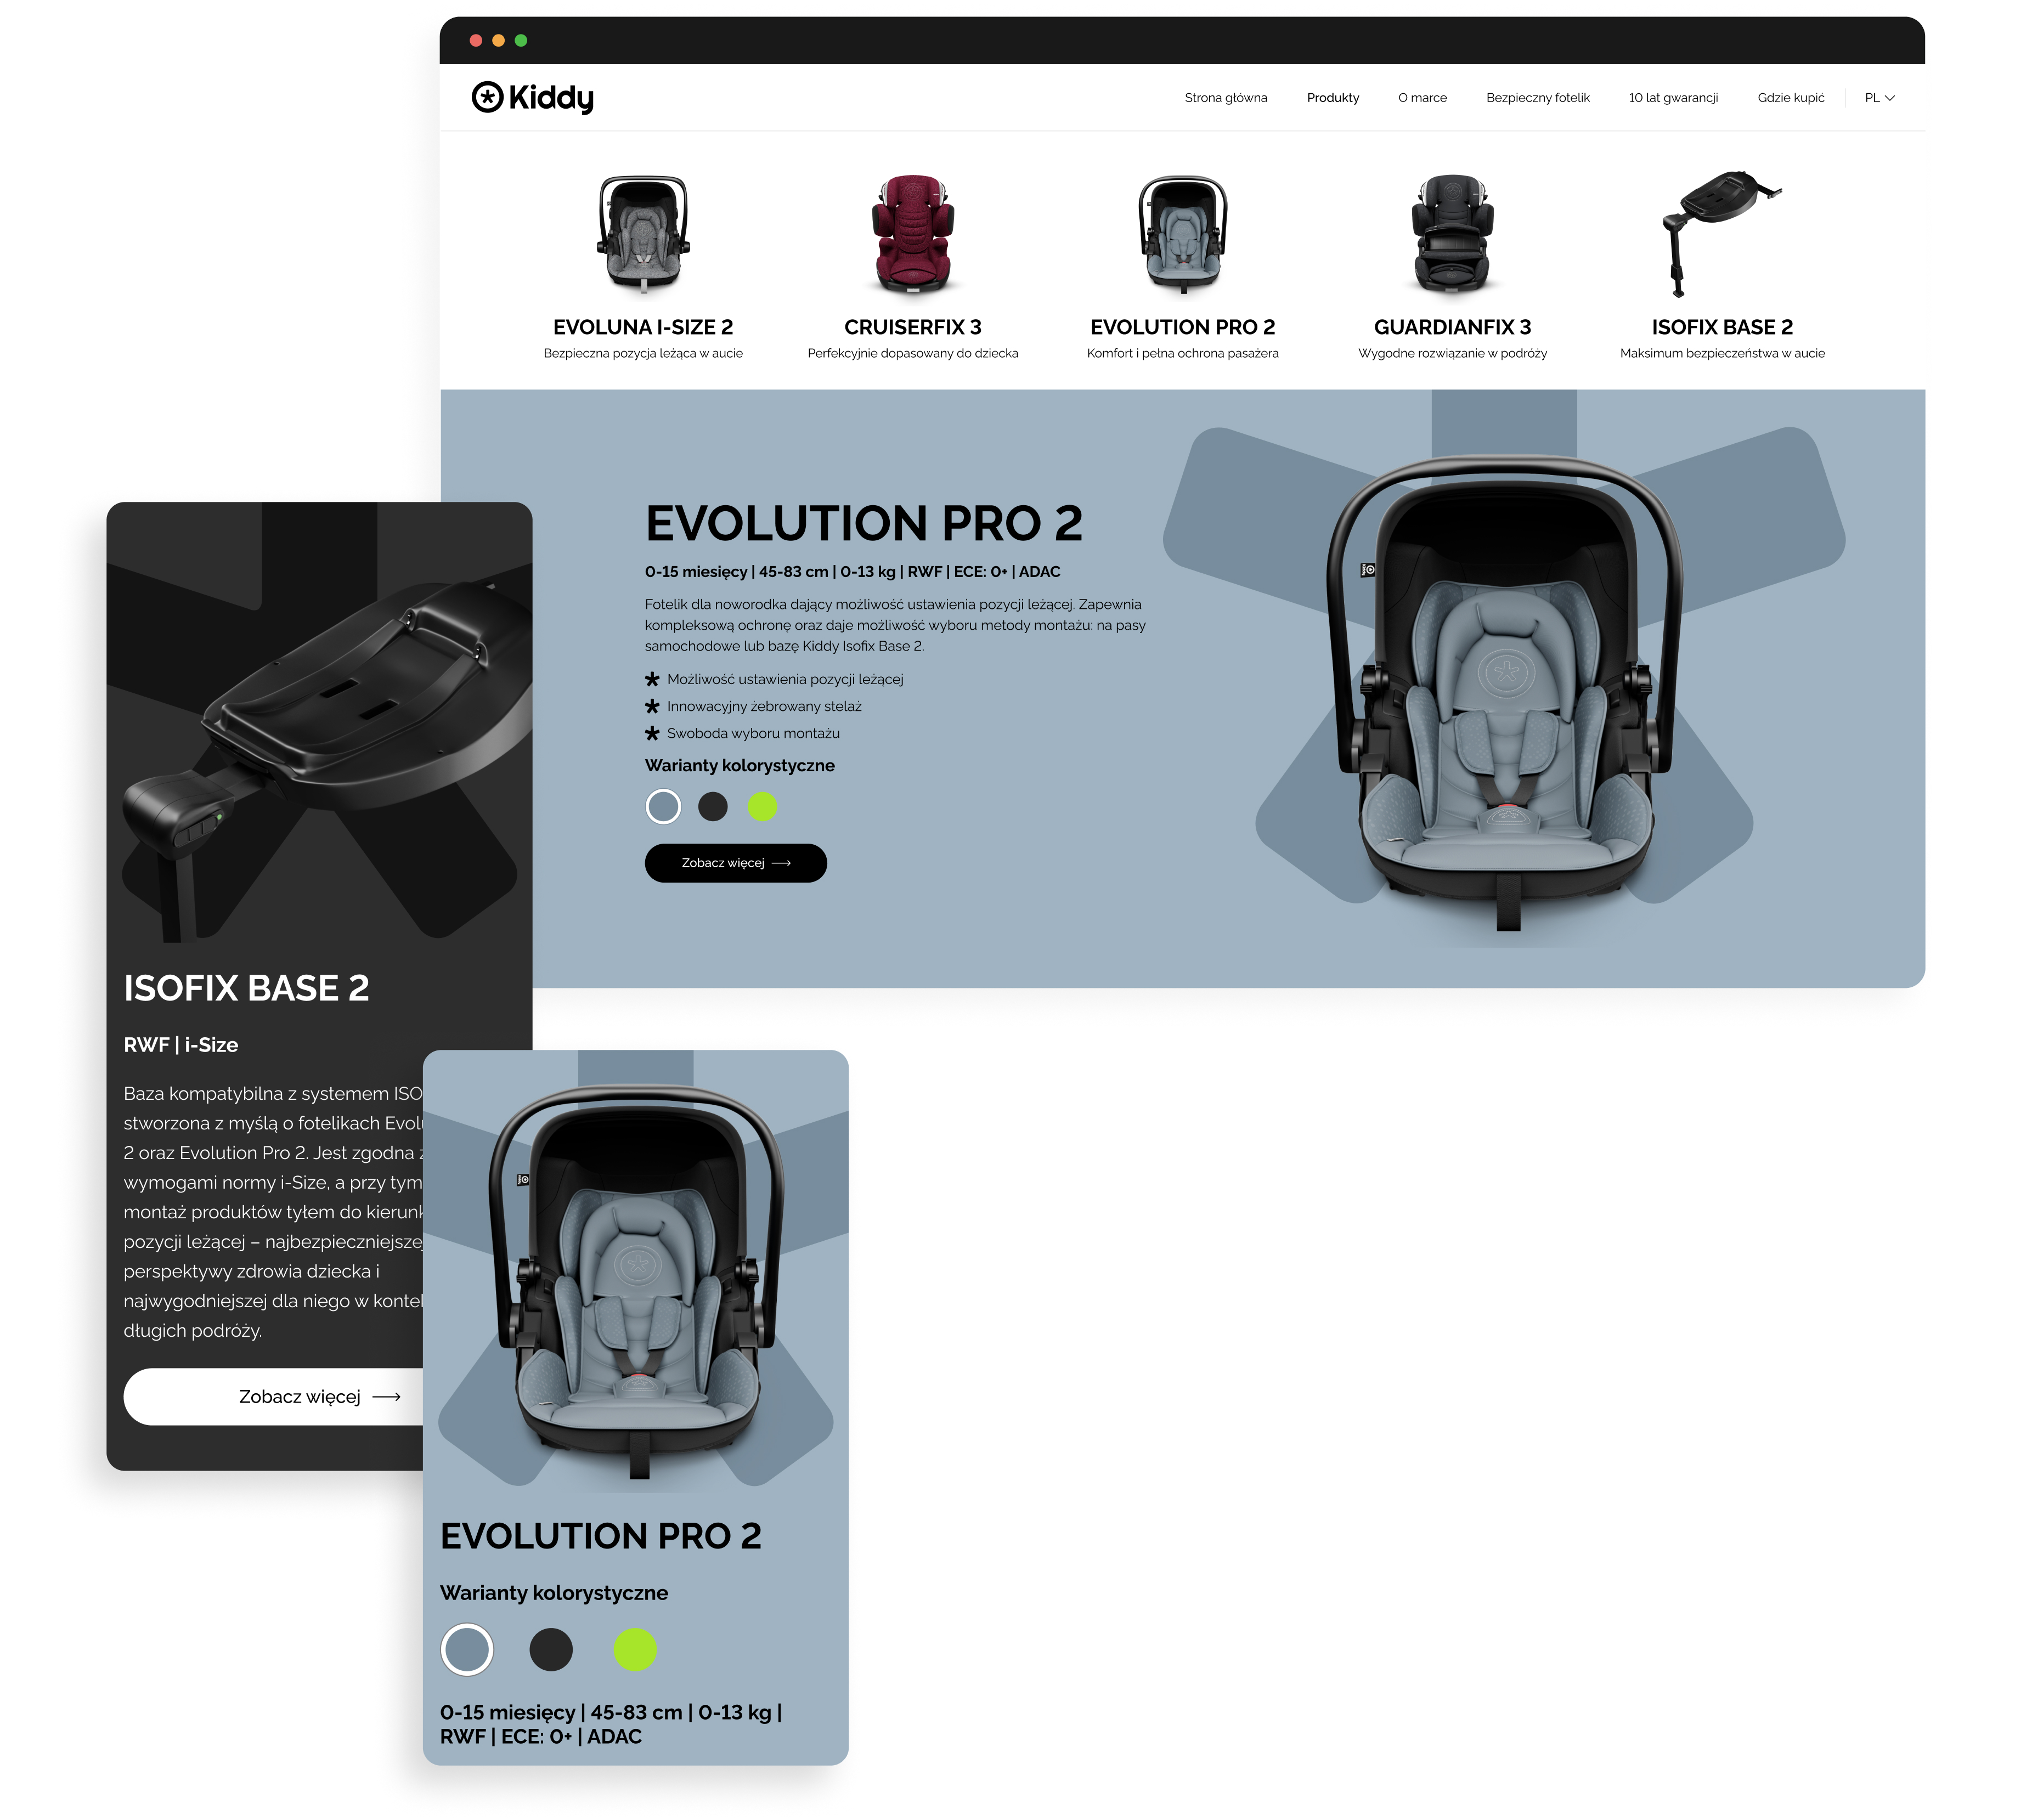 Kiddy
Strona główna
Produkty
O marce
Bezpieczny fotelik
10 lat gwarancji
Gdzie kupić
PL
EVOLUNA I-SIZE 2
Bezpieczna pozycja leżąca w aucie
CRUISERFIX 3
Perfekcyjnie dopasowany do dziecka
EVOLUTION PRO 2
Komfort i pełna ochrona pasażera
GUARDIANFIX 3
Wygodne rozwiązanie w podróży
ISOFIX BASE 2
Maksimum bezpieczeństwa w aucie
EVOLUTION PRO 2
0-15 miesięcy | 45-83 cm | 0-13 kg | RWF | ECE: 0+ | ADAC
Fotelik dla noworodka dający możliwość ustawienia pozycji leżącej. Zapewnia
kompleksową ochronę oraz daje możliwość wyboru metody montażu: na pasy
samochodowe lub bazę Kiddy Isofix Base 2.
Możliwość ustawienia pozycji leżącej
Innowacyjny żebrowany stelaż
Swoboda wyboru montażu
Warianty kolorystyczne
Zobacz więcej
ISOFIX BASE 2
RWF | i-Size
Baza kompatybilna z systemem ISO
stworzona z myślą o fotelikach Evol
2 oraz Evolution Pro 2. Jest zgodna z
wymogami normy i-Size, a przy tym
montaż produktów tyłem do kierunk
pozycji leżącej – najbezpieczniejszej
perspektywy zdrowia dziecka i
najwygodniejszej dla niego w konte
długich podróży.
Zobacz więcej
EVOLUTION PRO 2
Warianty kolorystyczne
0-15 miesięcy | 45-83 cm | 0-13 kg |
RWF | ECE: 0+ | ADAC